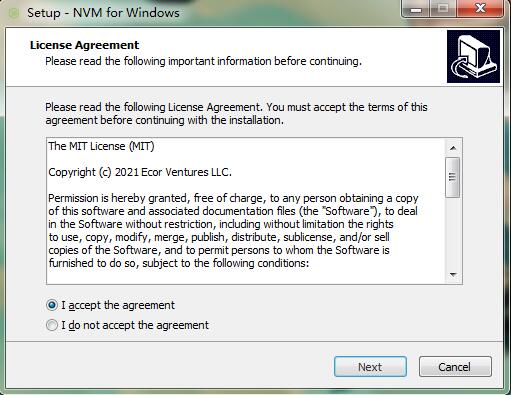 Setup - NVM for Windows
License Agreement
Please read the following important information before continuing.
Please read the following License Agreement. You must accept the terms of this
agreement before continuing with the installation.
The MIT License (MIT)
Copyright (c) 2021 Ecor Ventures LLC.
Permission is hereby granted, free of charge, to any person obtaining a copy
of this software and associated documentation files (the "Software"), to deal
in the Software without restriction, including without limitation the rights
to use, copy, modify, merge, publish, distribute, sublicense, and/or sell
copies of the Software, and to permit persons to whom the Software is
furnished to do so, subject to the following conditions:
I accept the agreement
I do not accept the agreement
Next
Cancel